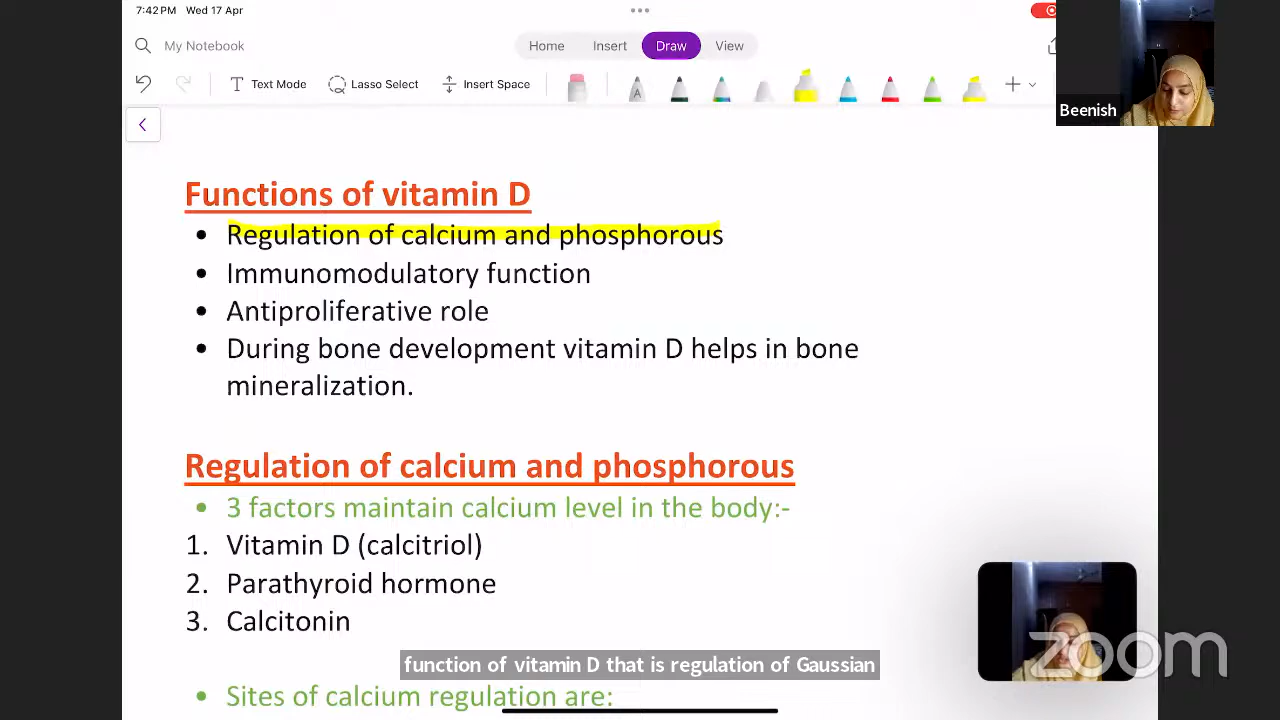 7:42 PM Wed 17 Apr
My Notebook
Home Insert Draw View
Text Mode Lasso Select Insert Space
A
Beenish
Functions of vitamin D
• Regulation of calcium and phosphorous
• Immunomodulatory function
• Antiproliferative role
• During bone development vitamin D helps in bone
mineralization.
Regulation of calcium and phosphorous
• 3 factors maintain calcium level in the body:-
1. Vitamin D (calcitriol)
2. Parathyroid hormone
3. Calcitonin
function of vitamin D that is regulation of Gaussian
zoom
• Sites of calcium regulation are: